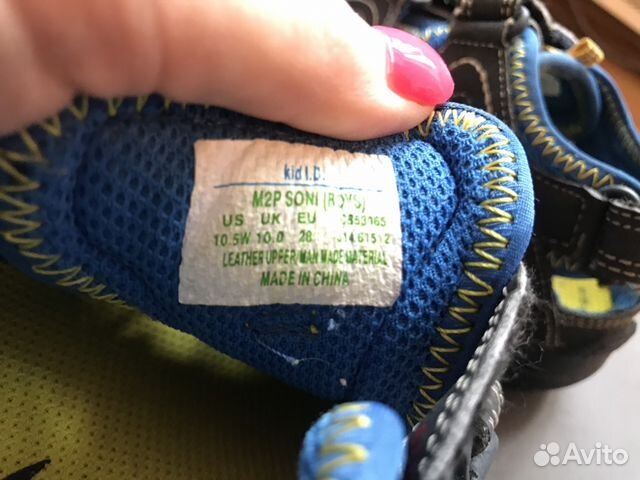 kid I.D.
M2P SONI (BOYS)
US UK EU
10.5W 10.0 28
LEATHER UPPER/MAN MADE MATERIAL
MADE IN CHINA
Avito